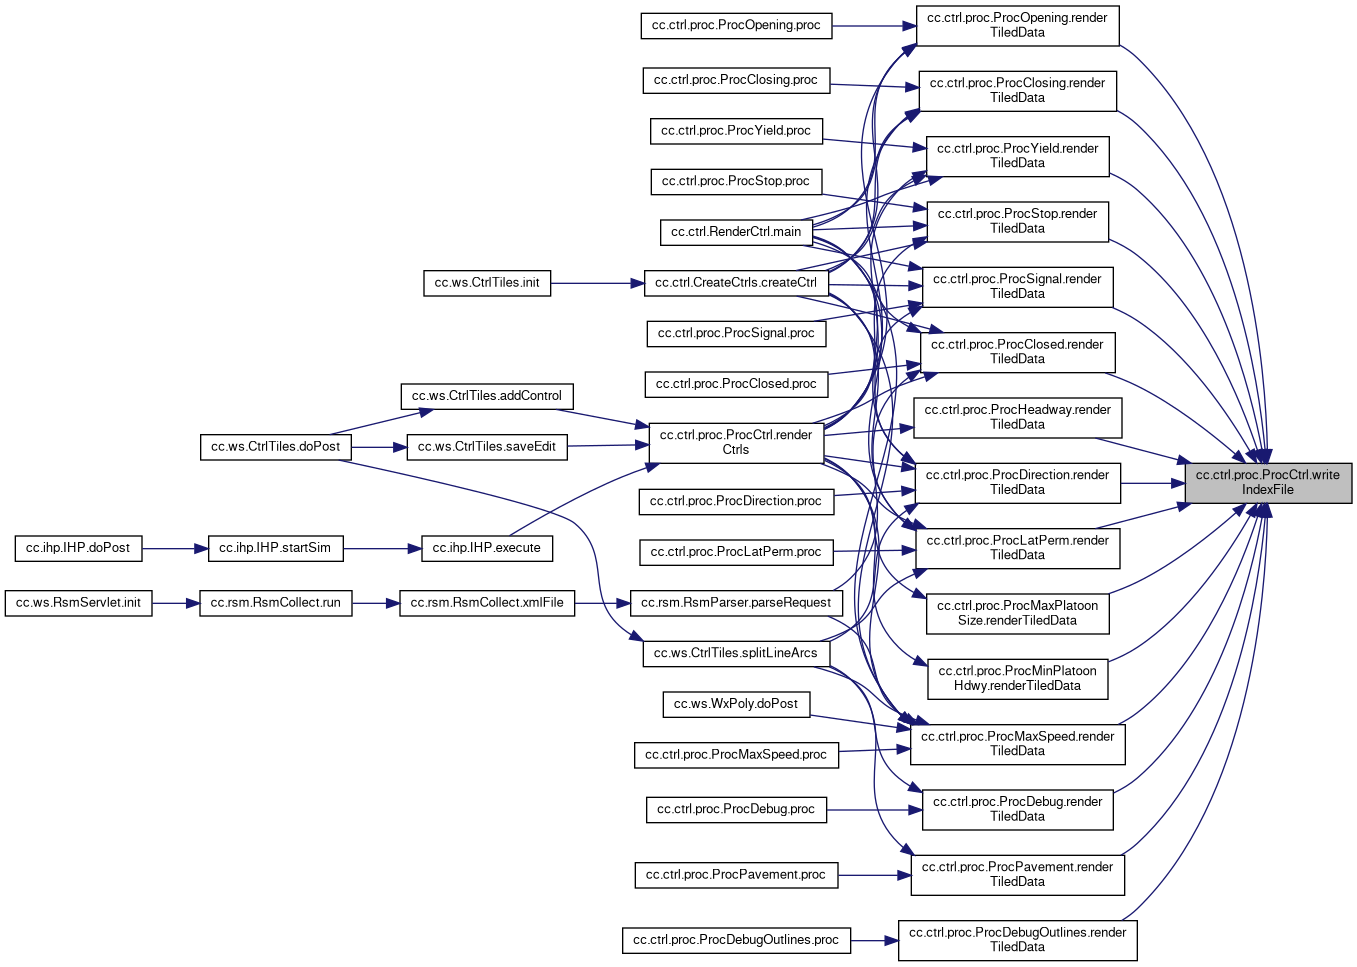 cc.ctrl.proc.ProcOpening.proc
cc.ctrl.proc.ProcOpening.render
TiledData
cc.ctrl.proc.ProcClosing.proc
cc.ctrl.proc.ProcClosing.render
TiledData
cc.ctrl.proc.ProcYield.proc
cc.ctrl.proc.ProcYield.render
TiledData
cc.ctrl.proc.ProcStop.proc
cc.ctrl.proc.ProcStop.render
TiledData
cc.ctrl.RenderCtrl.main
cc.ws.CtrlTiles.init
cc.ctrl.CreateCtrls.createCtrl
cc.ctrl.proc.ProcSignal.render
TiledData
cc.ctrl.proc.ProcSignal.proc
cc.ctrl.proc.ProcClosed.render
TiledData
cc.ctrl.proc.ProcClosed.proc
cc.ws.CtrlTiles.addControl
cc.ctrl.proc.ProcHeadway.render
TiledData
cc.ws.CtrlTiles.doPost
cc.ws.CtrlTiles.saveEdit
cc.ctrl.proc.ProcCtrl.render
Ctrls
cc.ctrl.proc.ProcDirection.render
TiledData
cc.ctrl.proc.ProcCtrl.write
IndexFile
cc.ctrl.proc.ProcDirection.proc
cc.ihp.IHP.doPost
cc.ihp.IHP.startSim
cc.ihp.IHP.execute
cc.ctrl.proc.ProcLatPerm.proc
cc.ctrl.proc.ProcLatPerm.render
TiledData
cc.ws.RsmServlet.init
cc.rsm.RsmCollect.run
cc.rsm.RsmCollect.xmlFile
cc.rsm.RsmParser.parseRequest
cc.ctrl.proc.ProcMaxPlatoon
Size.renderTiledData
cc.ws.CtrlTiles.splitLineArcs
cc.ctrl.proc.ProcMinPlatoon
Hdwy.renderTiledData
cc.ws.WxPoly.doPost
cc.ctrl.proc.ProcMaxSpeed.render
TiledData
cc.ctrl.proc.ProcMaxSpeed.proc
cc.ctrl.proc.ProcDebug.render
TiledData
cc.ctrl.proc.ProcDebug.proc
cc.ctrl.proc.ProcPavement.proc
cc.ctrl.proc.ProcPavement.render
TiledData
cc.ctrl.proc.ProcDebugOutlines.proc
cc.ctrl.proc.ProcDebugOutlines.render
TiledData